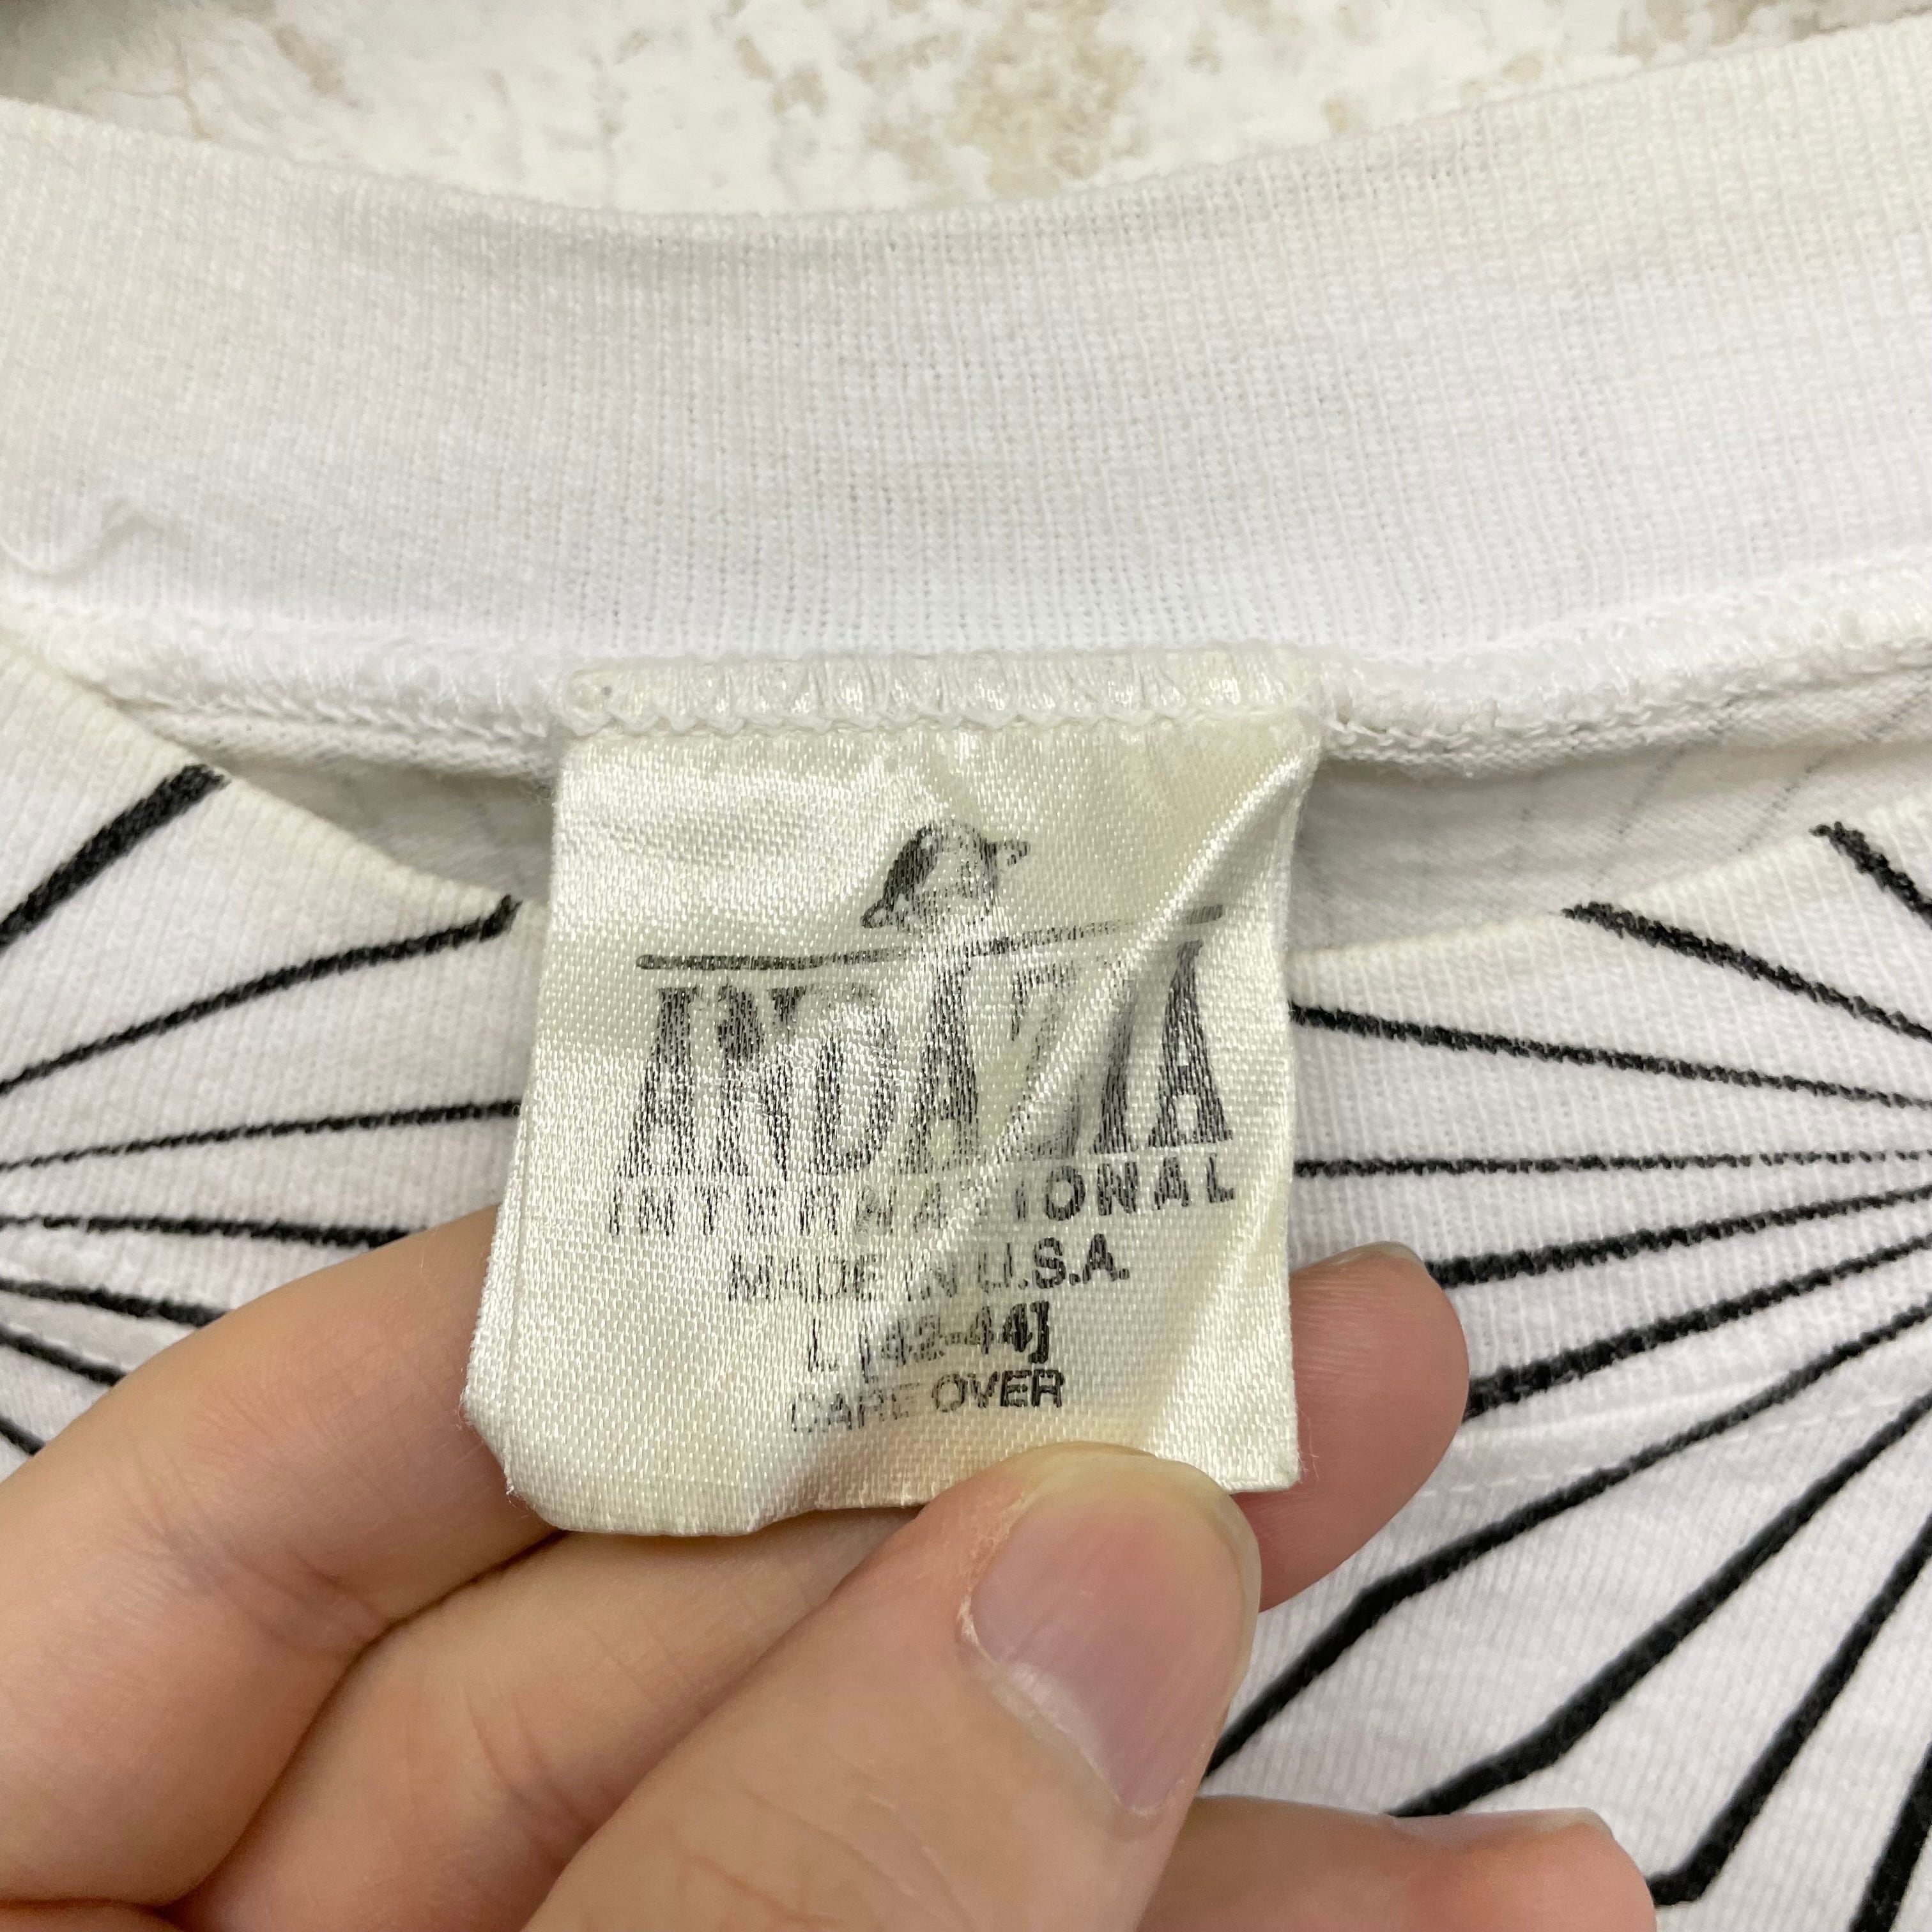 ANDAZIA
INTERNATIONAL
MADE IN U.S.A.
L [42-44]
CARE OVER